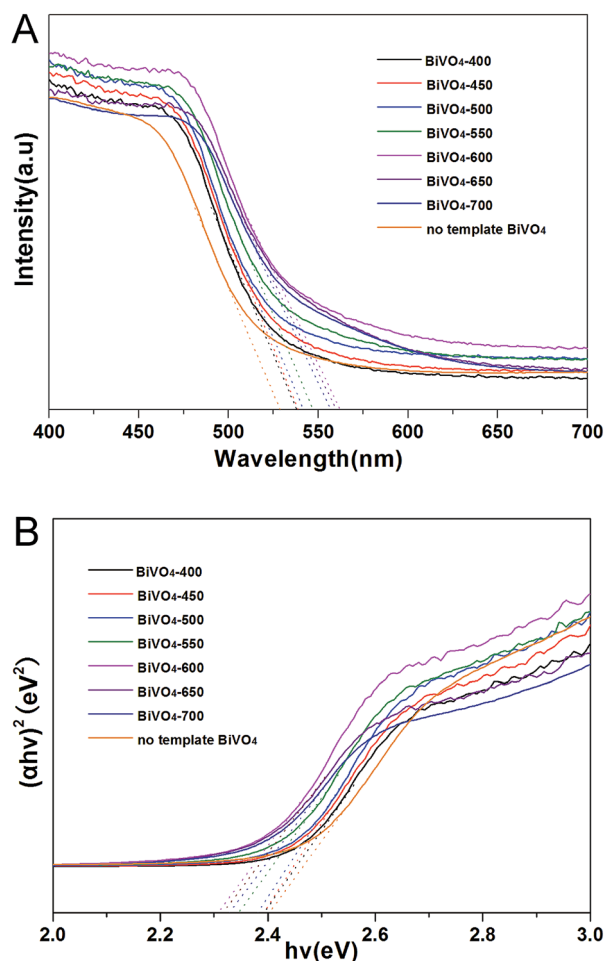 A
Intensity(a.u)
BiVO₄-400
BiVO₄-450
BiVO₄-500
BiVO₄-550
BiVO₄-600
BiVO₄-650
BiVO₄-700
no template BiVO₄
400 450 500 550 600 650 700
Wavelength(nm)
B
(αhν)² (eV²)
BiVO₄-400
BiVO₄-450
BiVO₄-500
BiVO₄-550
BiVO₄-600
BiVO₄-650
BiVO₄-700
no template BiVO₄
2.0 2.2 2.4 2.6 2.8 3.0
hν(eV)